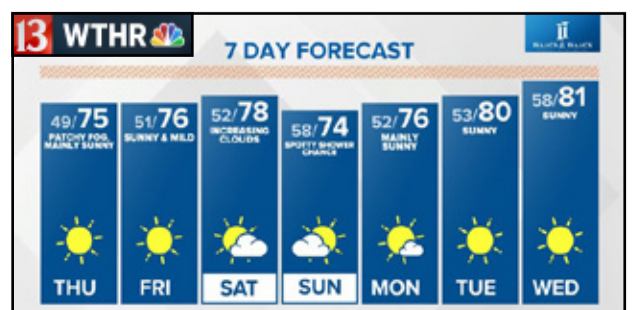 13 WTHR
7 DAY FORECAST
49/75
PATCHY FOG,
MAINLY SUNNY
THU
51/76
SUNNY & MILD
FRI
52/78
INCREASING
CLOUDS
SAT
58/74
SPOTTY SHOWER
CHANCE
SUN
52/76
MAINLY
SUNNY
MON
53/80
SUNNY
TUE
58/81
SUNNY
WED